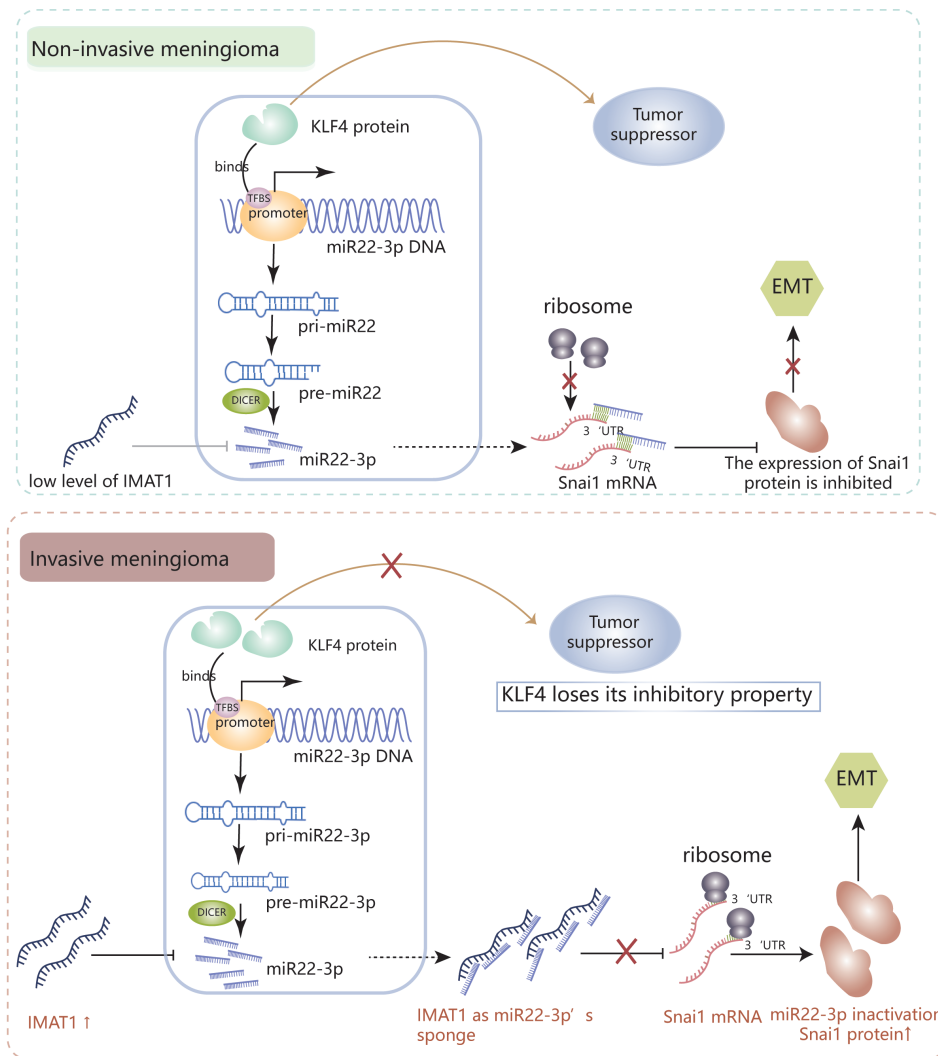 Non-invasive meningioma
KLF4 protein
Tumor
suppressor
binds
TFBS
promoter
miR22-3p DNA
EMT
ribosome
pri-miR22
pre-miR22
DICER
3 ‘UTR
miR22-3p
3 ‘UTR
low level of IMAT1
Snai1 mRNA
The expression of Snai1
protein is inhibited
Invasive meningioma
Tumor
suppressor
KLF4 protein
binds
KLF4 loses its inhibitory property
TFBS
promoter
miR22-3p DNA
EMT
pri-miR22-3p
ribosome
pre-miR22-3p
3 ‘UTR
DICER
3 ‘UTR
miR22-3p
IMAT1 ↑
IMAT1 as miR22-3p’ s
sponge
Snai1 mRNA
miR22-3p inactivation
Snai1 protein↑